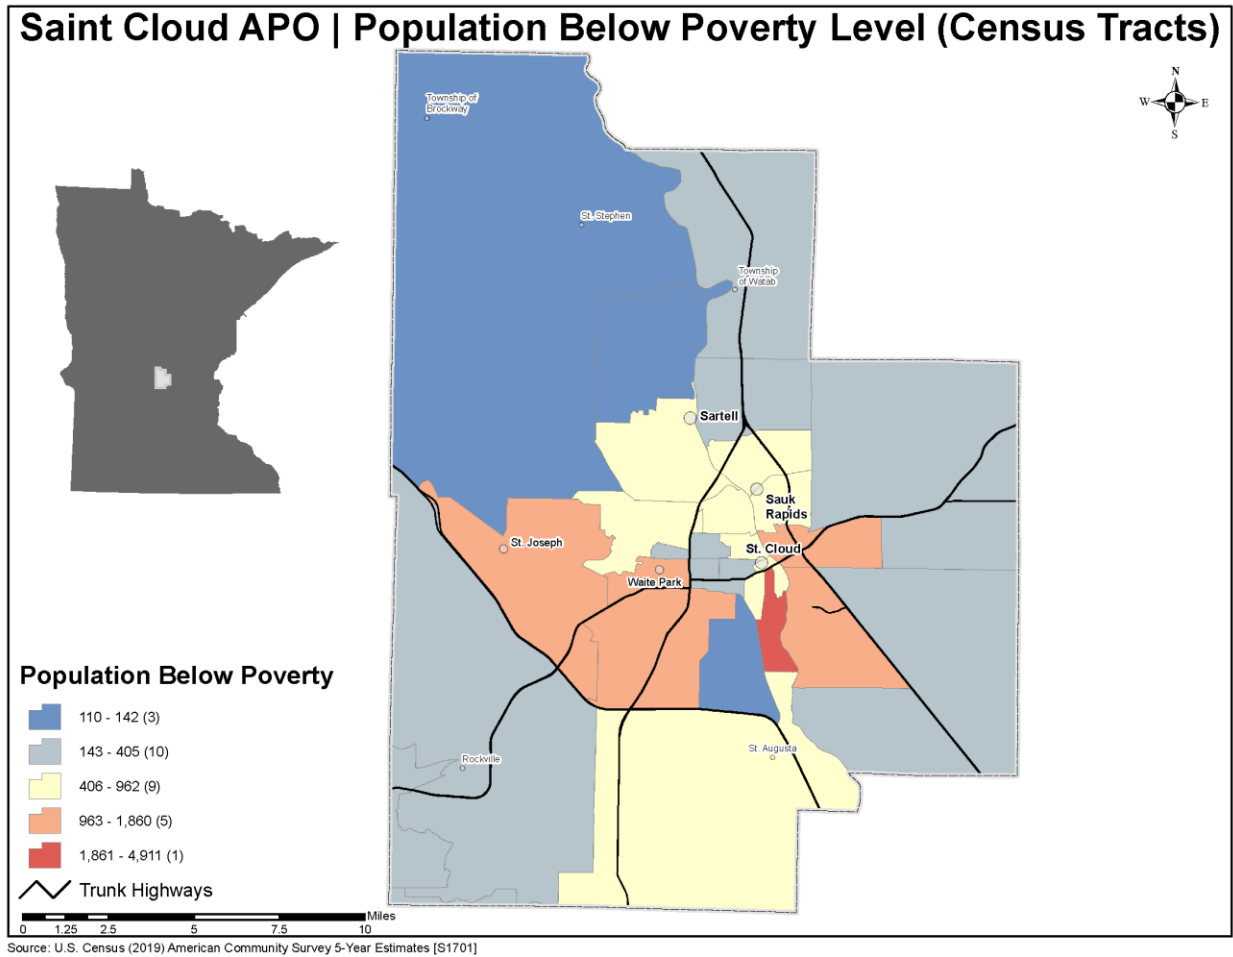 Saint Cloud APO | Population Below Poverty Level (Census Tracts)
N
W
E
S
Township of
Brockway
St. Stephen
Township
of Watab
Sartell
Sauk
Rapids
St. Joseph
St. Cloud
Waite Park
Rockville
St. Augusta
Population Below Poverty
110 - 142 (3)
143 - 405 (10)
406 - 962 (9)
963 - 1,860 (5)
1,861 - 4,911 (1)
Trunk Highways
Miles
0 1.25 2.5 5 7.5 10
Source: U.S. Census (2019) American Community Survey 5-Year Estimates [S1701]